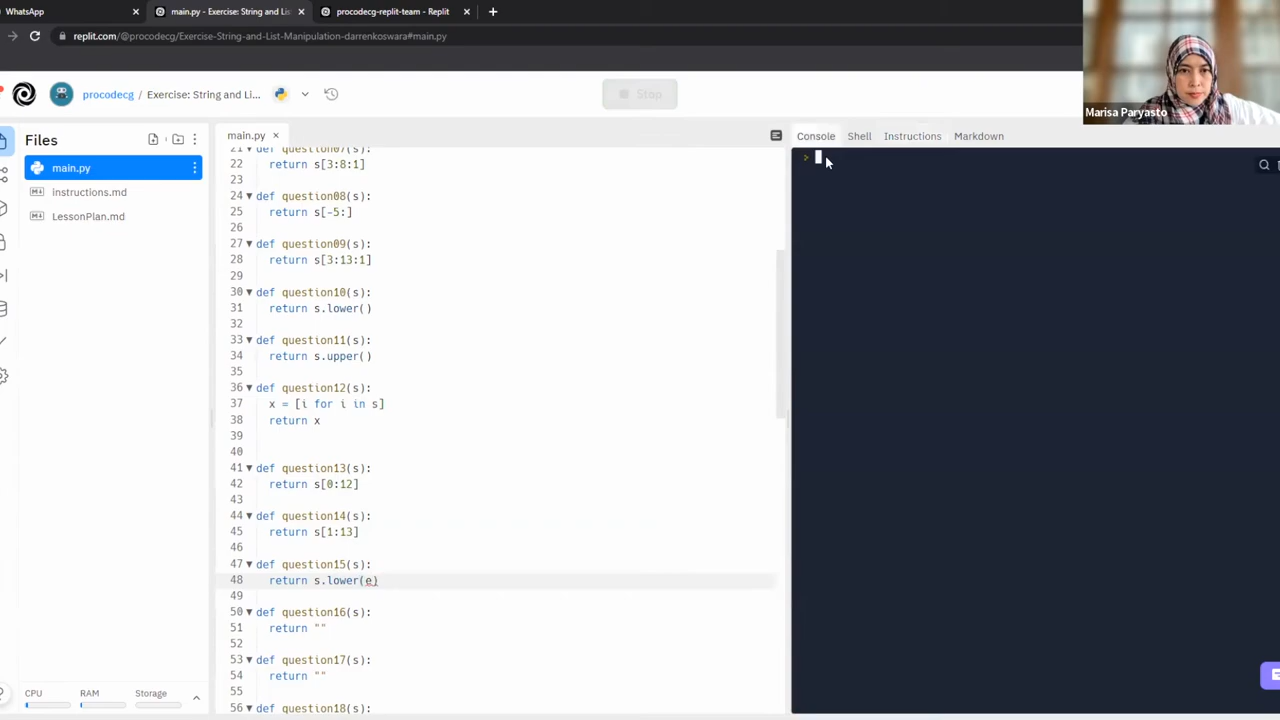 WhatsApp
main.py - Exercise: String and Lis
procodecg-replit-team - Replit
replit.com/@procodecg/Exercise-String-and-List-Manipulation-darrenkoswara#main.py
procodecg / Exercise: String and Li...
Stop
Marisa Paryasto
Files
main.py
instructions.md
LessonPlan.md
CPU
RAM
Storage
main.py
21 def question07(s):
22 return s[3:8:1]
23
24 def question08(s):
25 return s[-5:]
26
27 def question09(s):
28 return s[3:13:1]
29
30 def question10(s):
31 return s.lower()
32
33 def question11(s):
34 return s.upper()
35
36 def question12(s):
37 x = [i for i in s]
38 return x
39
40
41 def question13(s):
42 return s[0:12]
43
44 def question14(s):
45 return s[1:13]
46
47 def question15(s):
48 return s.lower(e)
49
50 def question16(s):
51 return ""
52
53 def question17(s):
54 return ""
55
56 def question18(s):
Console Shell Instructions Markdown
>